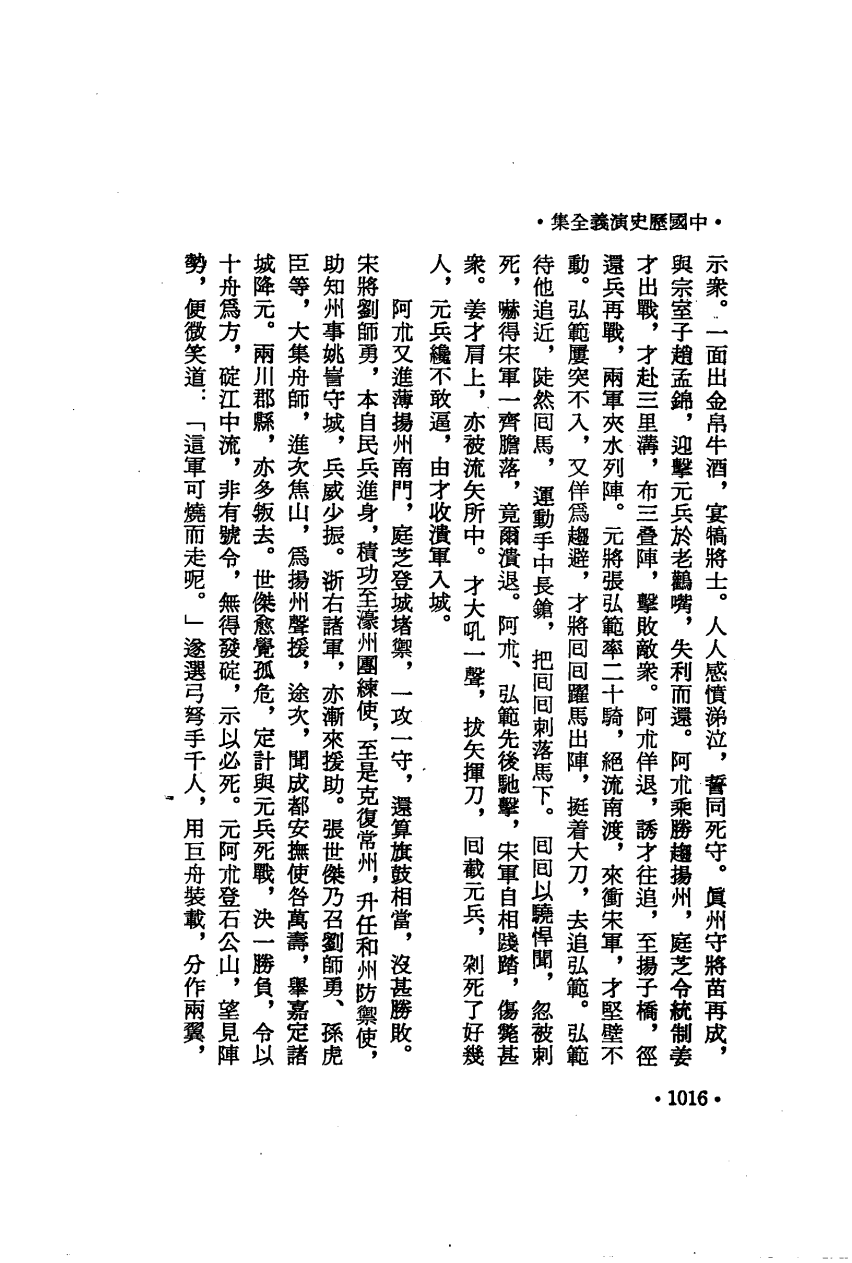 •中國歷史演義全集•
示衆。一面出金帛牛酒，宴犒將士。人人感憤涕泣，誓同死守。眞州守將苗再成，
與宗室子趙孟錦，迎擊元兵於老鸛嘴，失利而還。阿朮乘勝趨揚州，庭芝令統制姜
才出戰，才赴三里溝，布三叠陣，擊敗敵衆。阿朮佯退，誘才往追，至揚子橋，徑
還兵再戰，兩軍夾水列陣。元將張弘範率二十騎，絕流南渡，來衝宋軍，才堅壁不
動。弘範屢突不入，又佯爲趨避，才將囘囘躍馬出陣，挺着大刀，去追弘範。弘範
待他追近，陡然囘馬，運動手中長鎗，把囘囘刺落馬下。囘囘以驍悍聞，忽被刺
死，嚇得宋軍一齊膽落，竟爾潰退。阿朮、弘範先後馳擊，宋軍自相踐踏，傷斃甚
衆。姜才肩上，亦被流矢所中。才大吼一聲，拔矢揮刀，囘截元兵，剁死了好幾
人，元兵纔不敢逼，由才收潰軍入城。
阿朮又進薄揚州南門，庭芝登城堵禦，一攻一守，還算旗鼓相當，沒甚勝敗。
宋將劉師勇，本自民兵進身，積功至濠州團練使，至是克復常州，升任和州防禦使，
助知州事姚訔守城，兵威少振。浙右諸軍，亦漸來援助。張世傑乃召劉師勇、孫虎
臣等，大集舟師，進次焦山，爲揚州聲援，途次，聞成都安撫使昝萬壽，舉嘉定諸
城降元。兩川郡縣，亦多叛去。世傑愈覺孤危，定計與元兵死戰，決一勝負，令以
十舟爲方，碇江中流，非有號令，無得發碇，示以必死。元阿朮登石公山，望見陣
勢，便微笑道：「這軍可燒而走呢。」遂選弓弩手千人，用巨舟裝載，分作兩翼，
•1016•